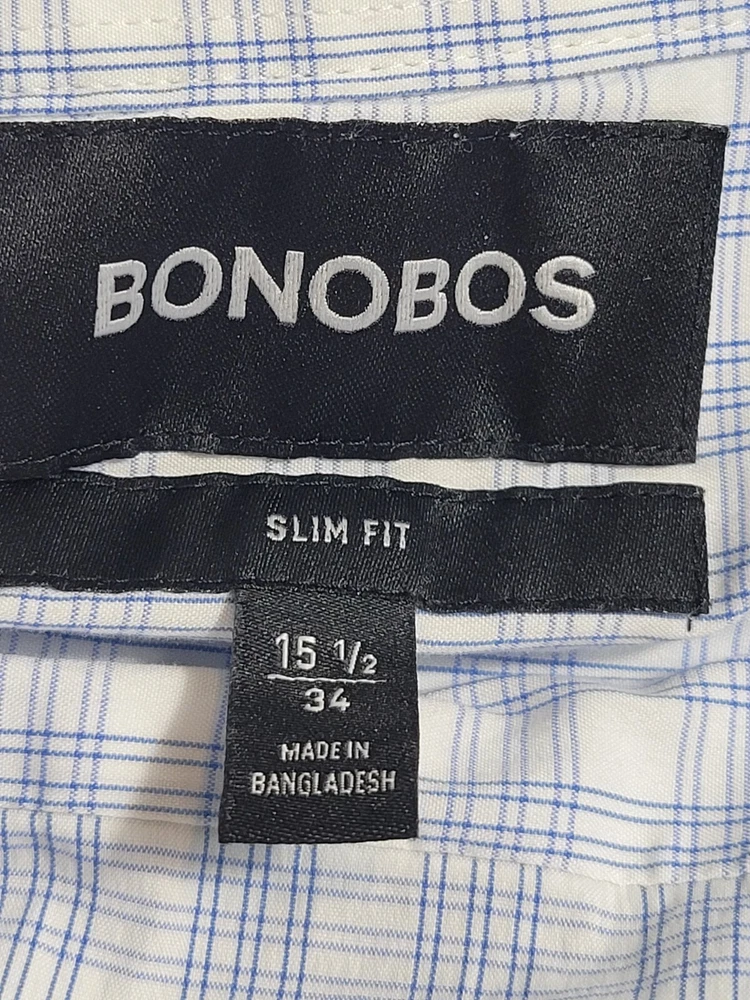 BONOBOS
SLIM FIT
15 1/2
34
MADE IN
BANGLADESH